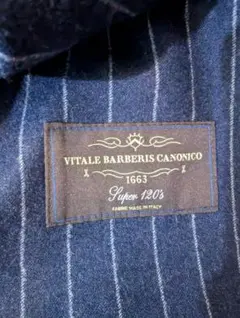 VITALE BARBERIS CANONICO
1663
Super 120's
FABRIC MADE IN ITALY